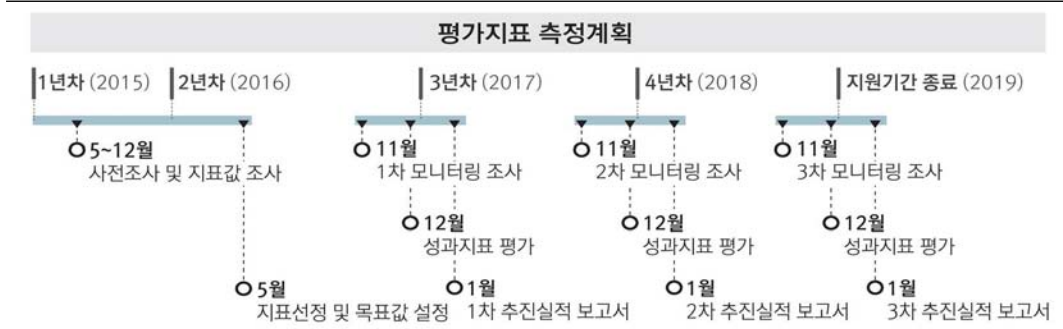 평가지표 측정계획
1년차 (2015)
2년차 (2016)
3년차 (2017)
4년차 (2018)
지원기간 종료 (2019)
5~12월
사전조사 및 지표값 조사
11월
1차 모니터링 조사
11월
2차 모니터링 조사
11월
3차 모니터링 조사
12월
성과지표 평가
12월
성과지표 평가
12월
성과지표 평가
5월
지표선정 및 목표값 설정
1월
1차 추진실적 보고서
1월
2차 추진실적 보고서
1월
3차 추진실적 보고서